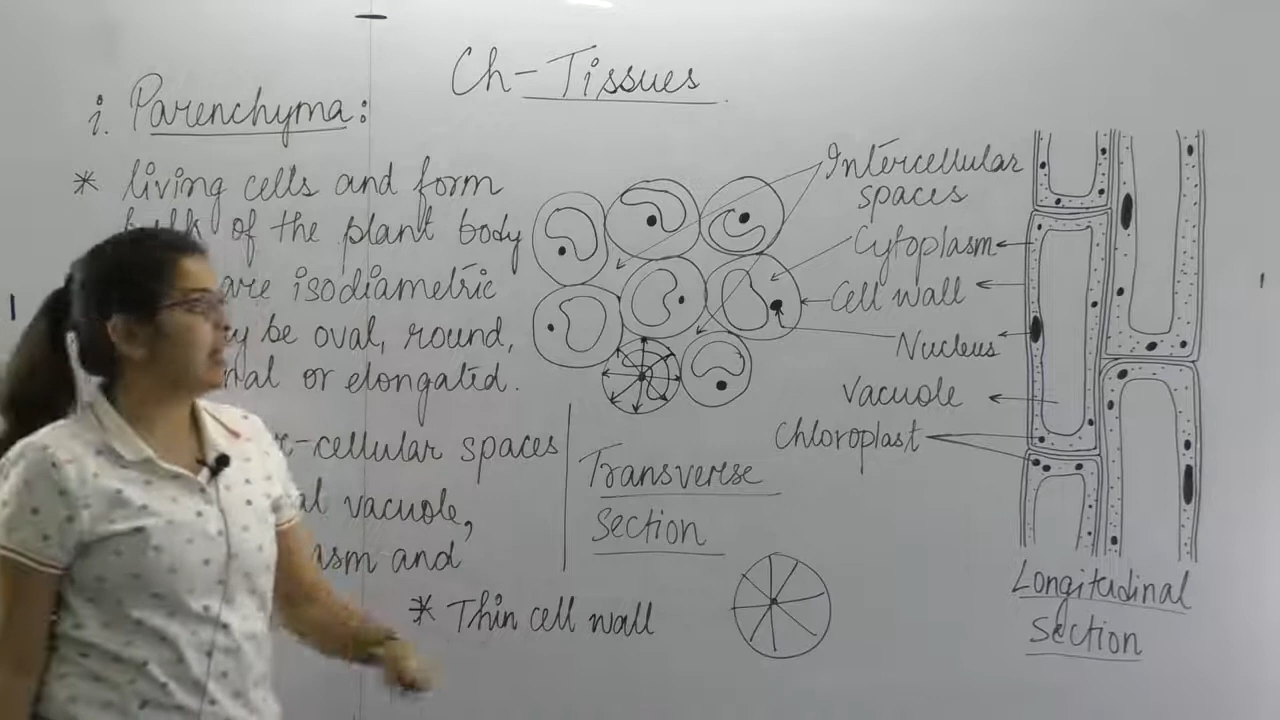 Ch-Tissues
i. Parenchyma:
* living cells and form
bulk of the plant body
are isodiametric
be oval, round,
or elongated.
-cellular spaces
vacuole,
and
* Thin cell wall
Intercellular
spaces
Cytoplasm
Cell wall
Nucleus
Vacuole
Chloroplast
Transverse
Section
Longitudinal
Section